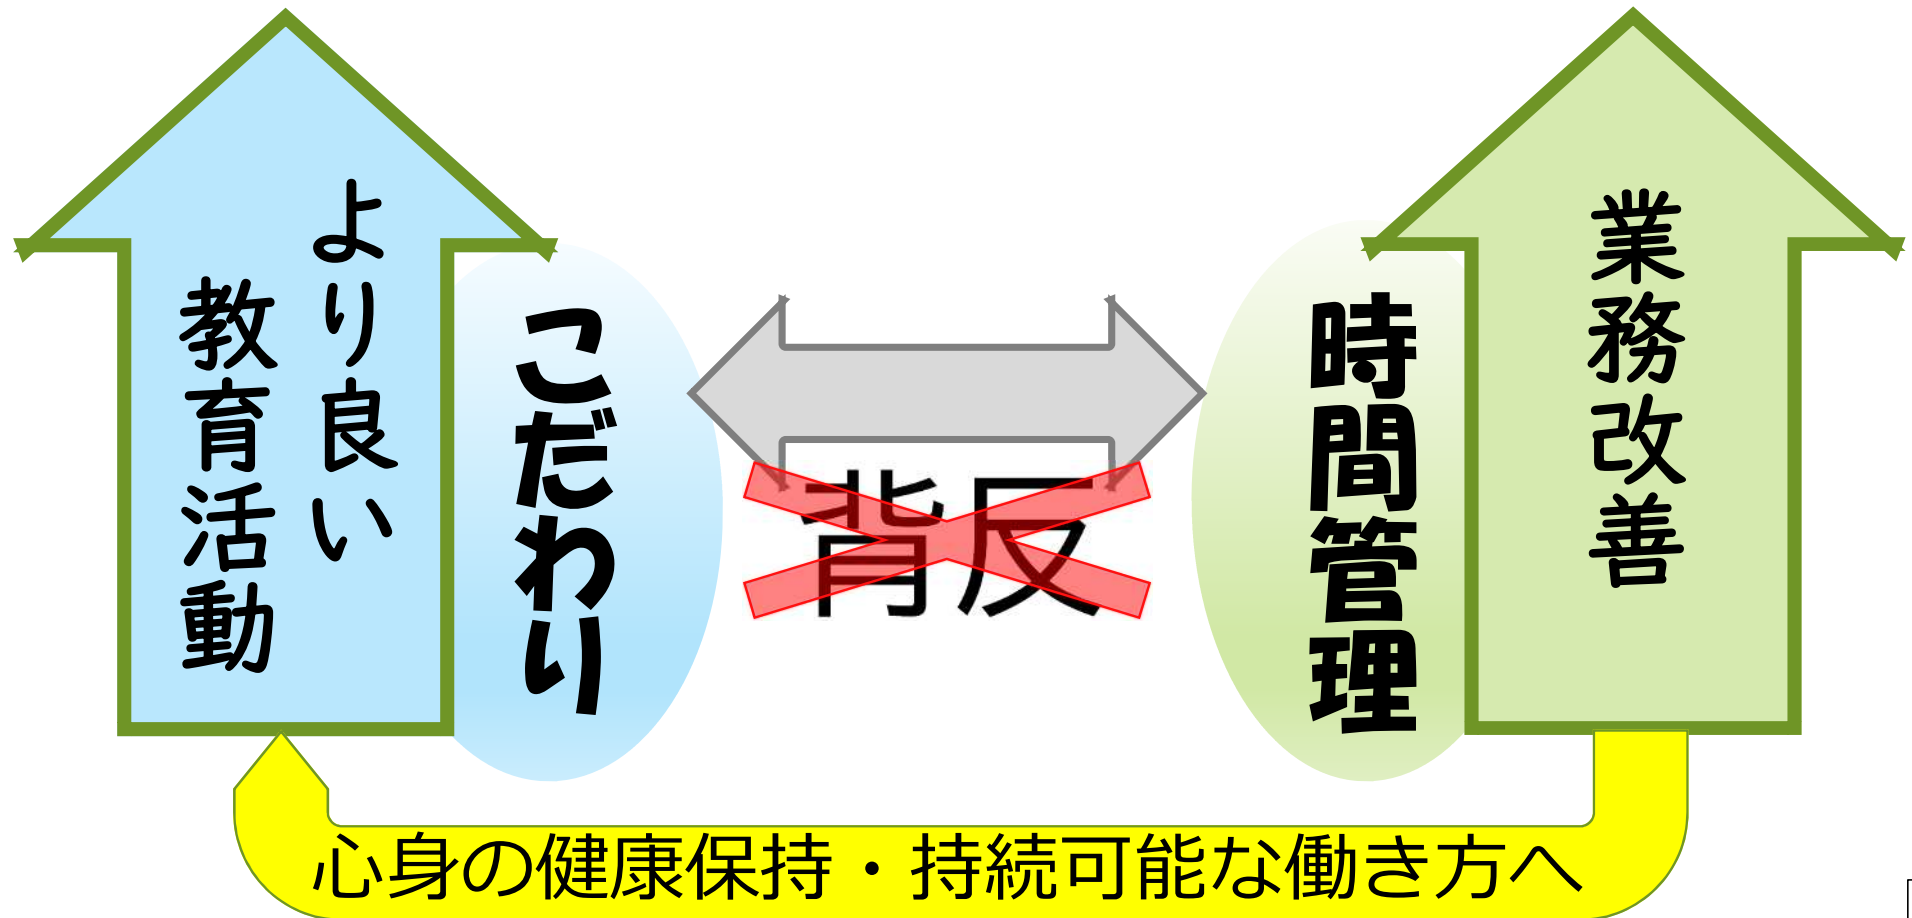 より良い
教育活動
こだわり
背反
時間管理
業務改善
心身の健康保持・持続可能な働き方へ